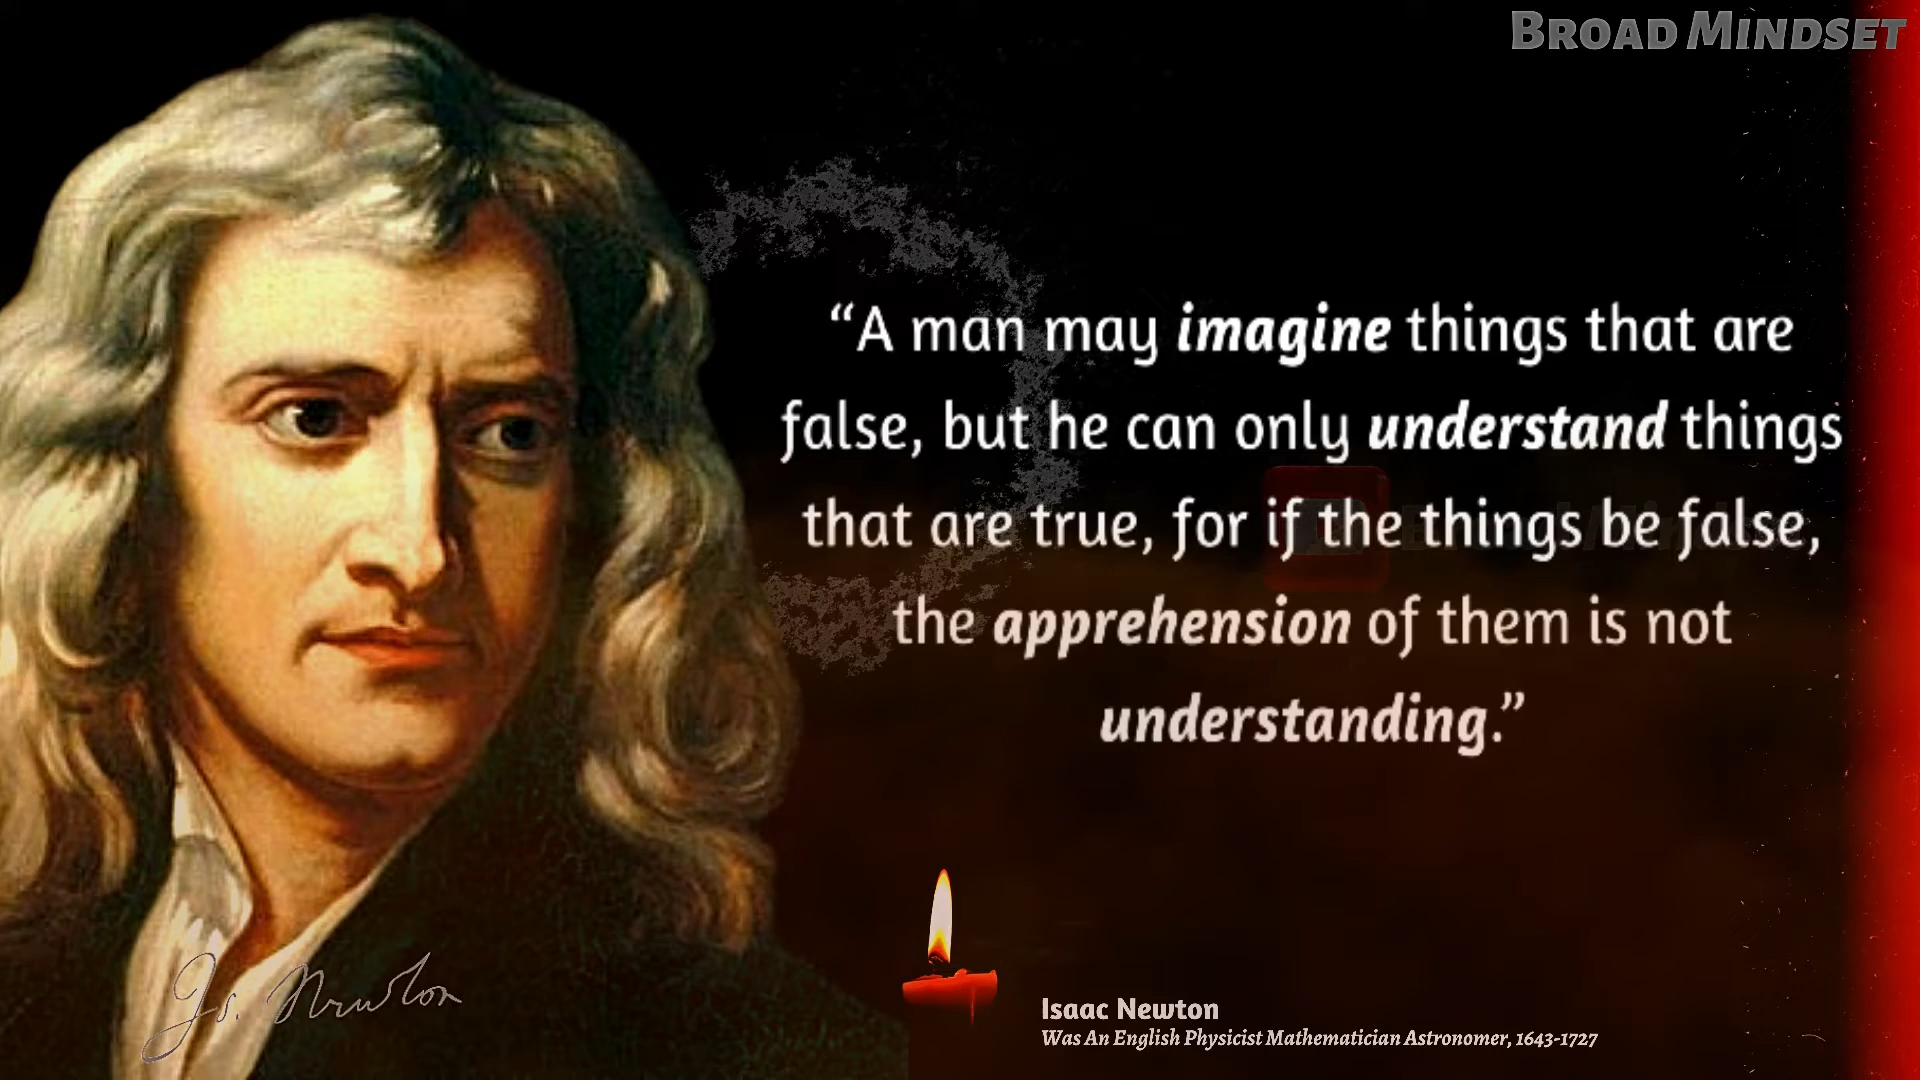 BROAD MINDSET
“A man may imagine things that are
false, but he can only understand things
that are true, for if the things be false,
the apprehension of them is not
understanding.”
Js. Newton
Isaac Newton
Was An English Physicist Mathematician Astronomer, 1643-1727